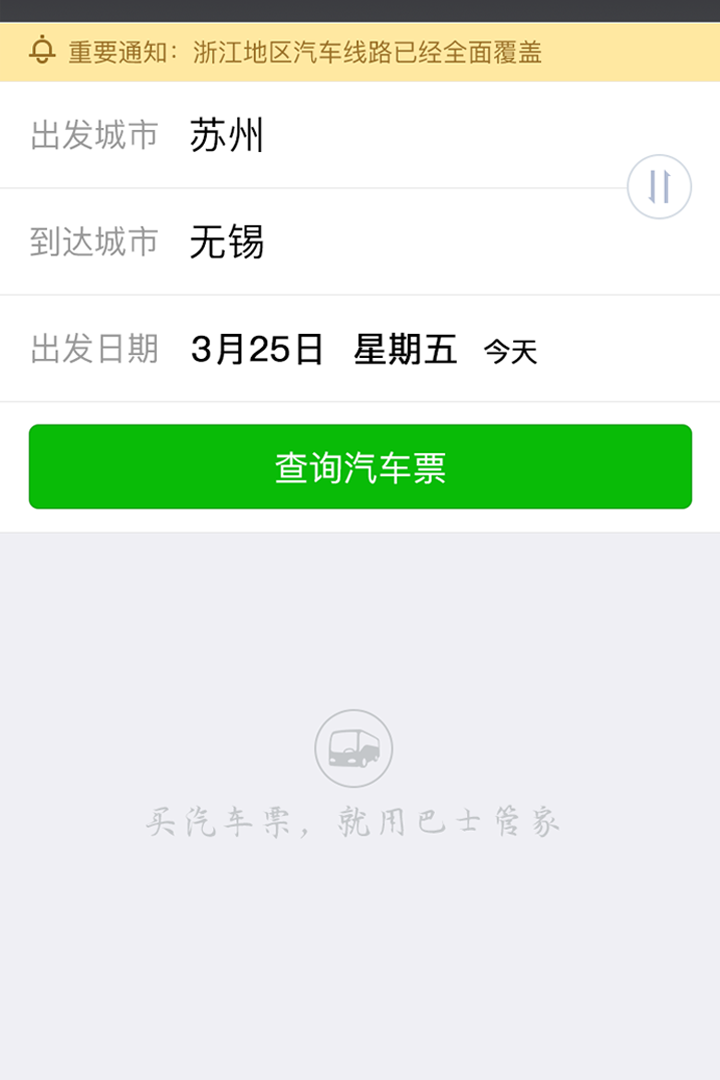 重要通知：浙江地区汽车线路已经全面覆盖
出发城市 苏州
到达城市 无锡
出发日期 3月25日 星期五 今天
查询汽车票
买汽车票，就用巴士管家